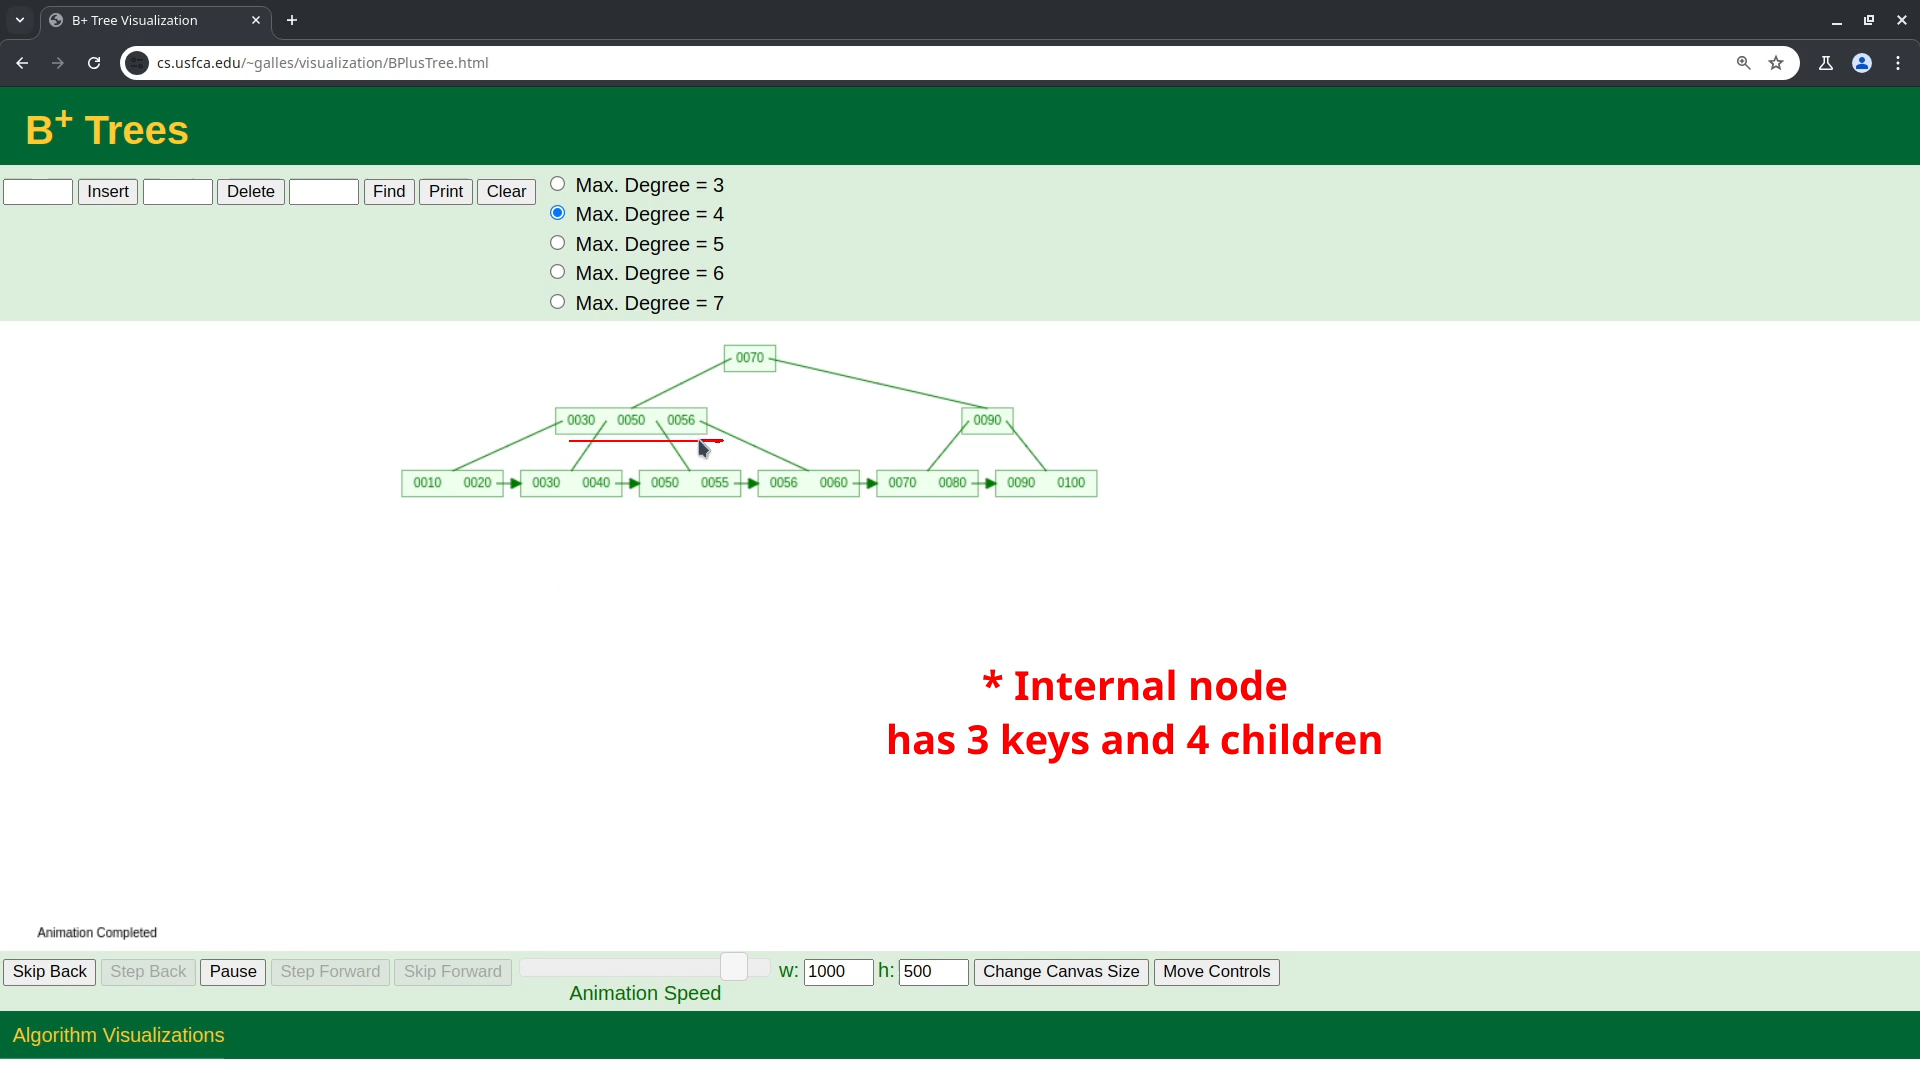 B+ Tree Visualization
cs.usfca.edu/~galles/visualization/BPlusTree.html
B+ Trees
Insert Delete Find Print Clear
Max. Degree = 3
Max. Degree = 4
Max. Degree = 5
Max. Degree = 6
Max. Degree = 7
0070
0030 0050 0056 0090
0010 0020 0030 0040 0050 0055 0056 0060 0070 0080 0090 0100
* Internal node
has 3 keys and 4 children
Animation Completed
Skip Back Step Back Pause Step Forward Skip Forward w: 1000 h: 500 Change Canvas Size Move Controls
Animation Speed
Algorithm Visualizations